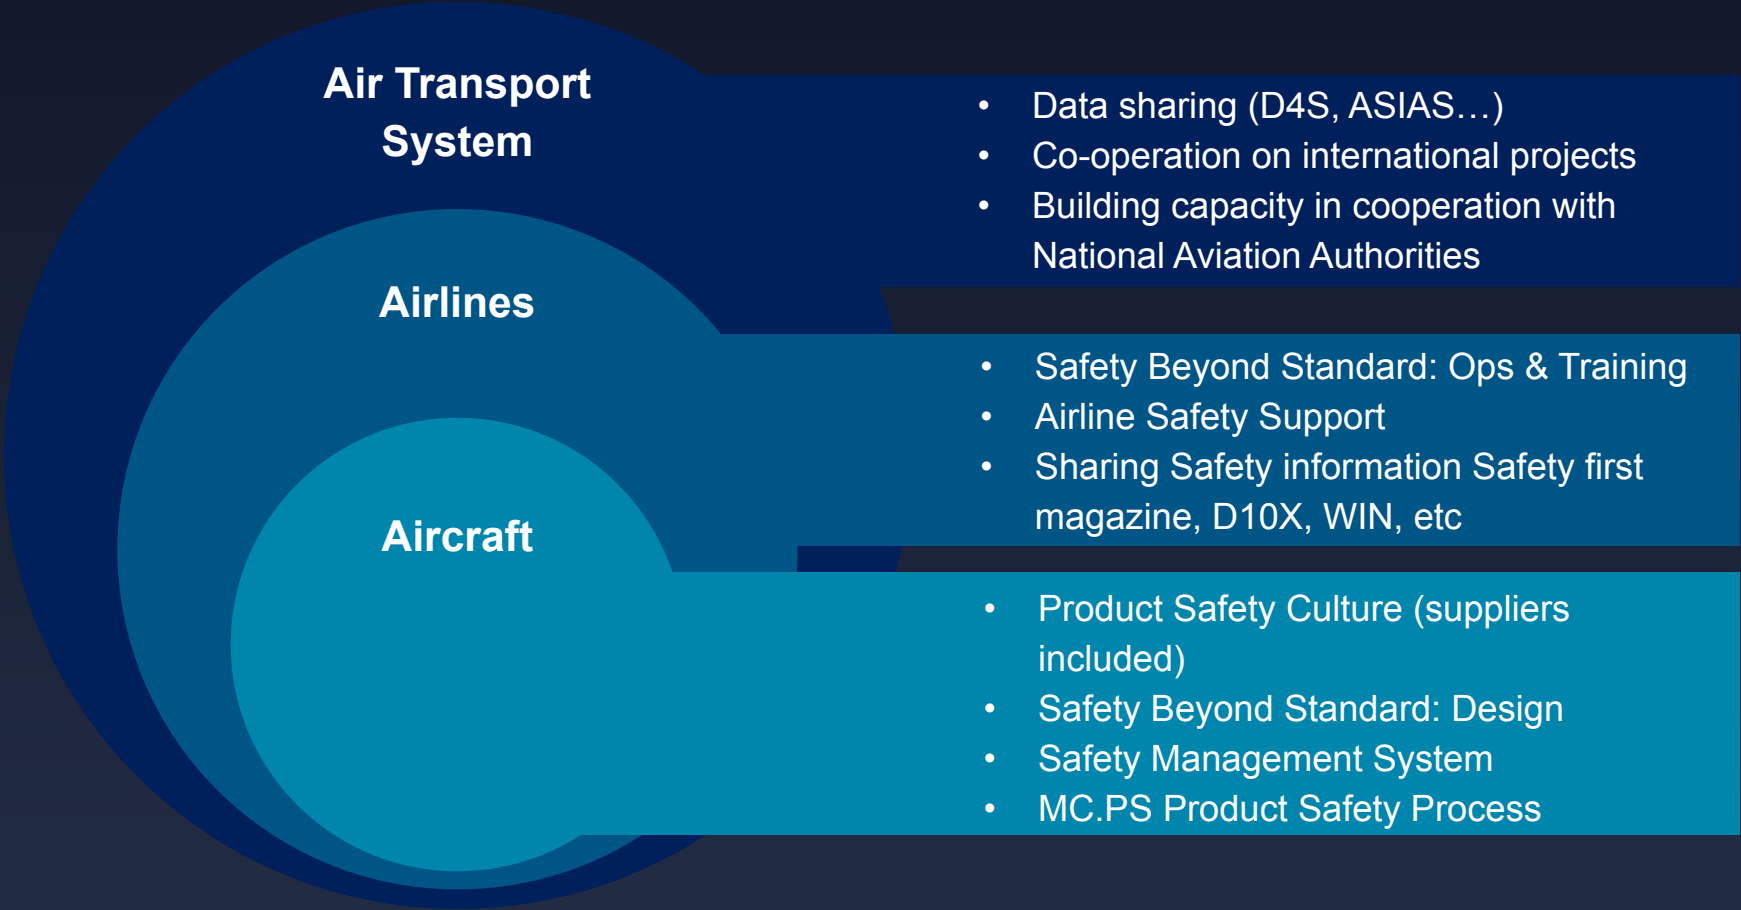 Air Transport
System
• Data sharing (D4S, ASIAS…)
• Co-operation on international projects
• Building capacity in cooperation with
National Aviation Authorities
Airlines
• Safety Beyond Standard: Ops & Training
• Airline Safety Support
• Sharing Safety information Safety first
magazine, D10X, WIN, etc
Aircraft
• Product Safety Culture (suppliers
included)
• Safety Beyond Standard: Design
• Safety Management System
• MC.PS Product Safety Process